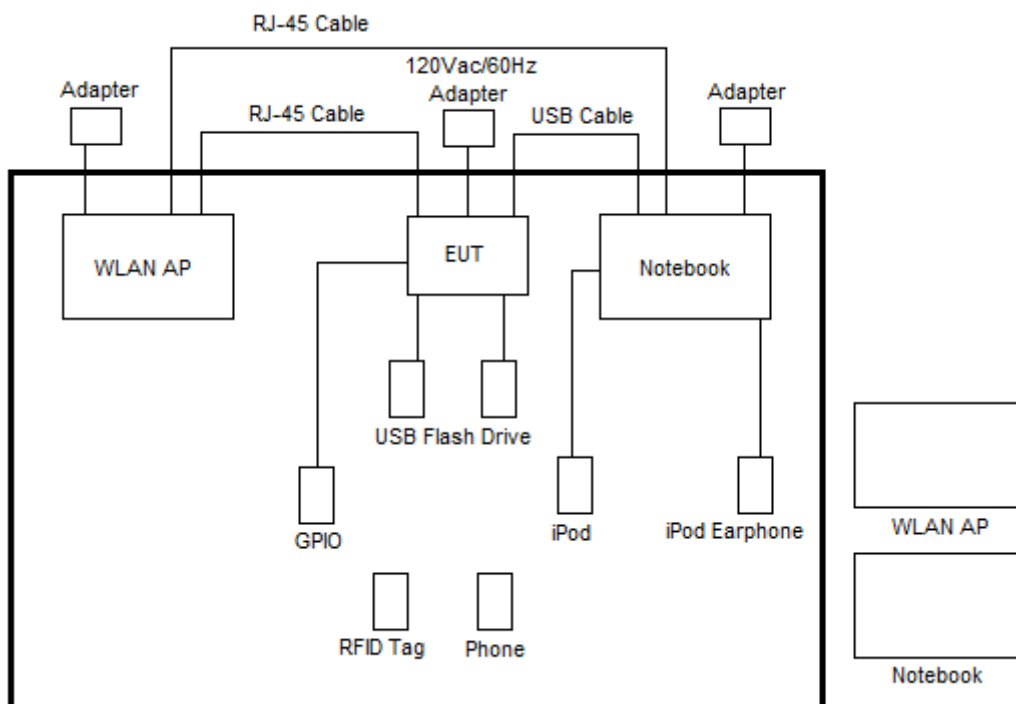 RJ-45 Cable
120Vac/60Hz
Adapter
Adapter
Adapter
RJ-45 Cable
USB Cable
WLAN AP
EUT
Notebook
USB Flash Drive
GPIO
iPod
iPod Earphone
WLAN AP
RFID Tag
Phone
Notebook